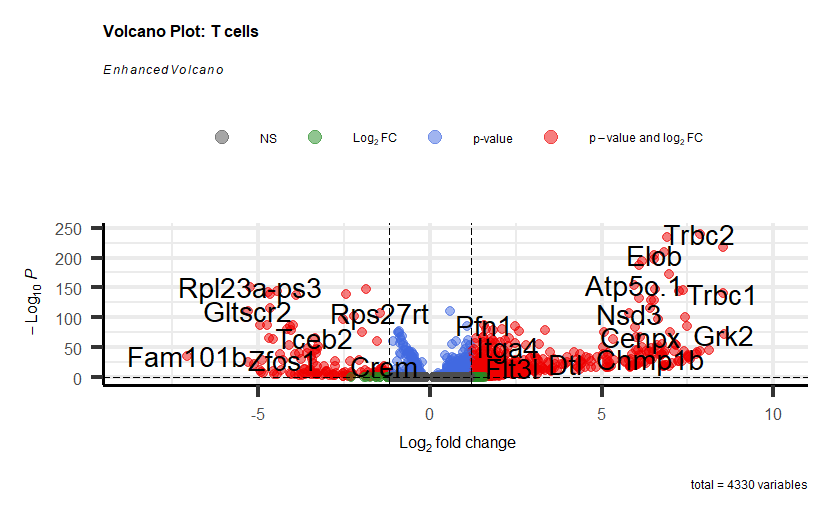 Volcano Plot: T cells
EnhancedVolcano
NS
Log2 FC
p-value
p – value and log2 FC
250
200
150
100
50
0
− Log10 P
Trbc2
Elob
Rpl23a-ps3
Atp5o.1
Trbc1
Gltscr2
Rps27rt
Nsd3
Pfn1
Tceb2
Cenpx
Grk2
Itga4
Fam101b
Zfos1
Crem
Flt3l
Dtl
Chmp1b
-5
0
5
10
Log2 fold change
total = 4330 variables